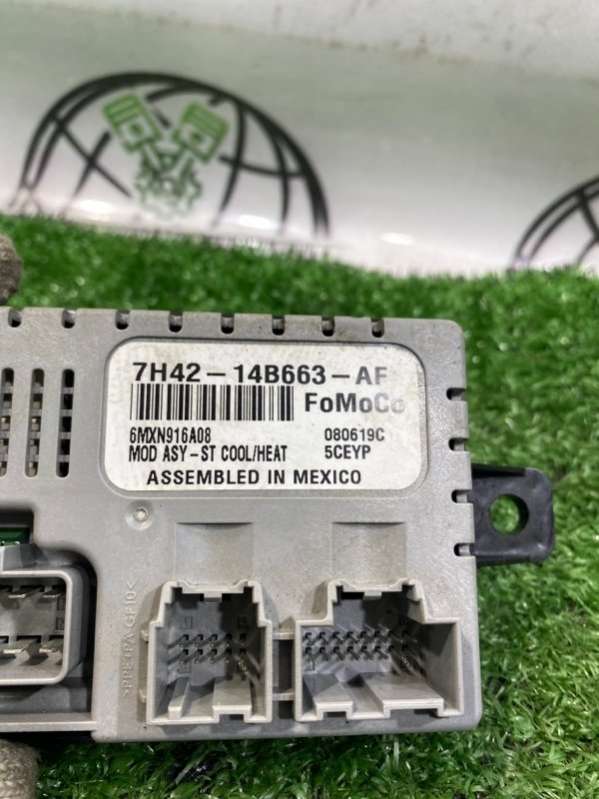 7H42-14B663-AF
FoMoCo
6MXN916A08 080619C
MOD ASY-ST COOL/HEAT 5CEYP
ASSEMBLED IN MEXICO